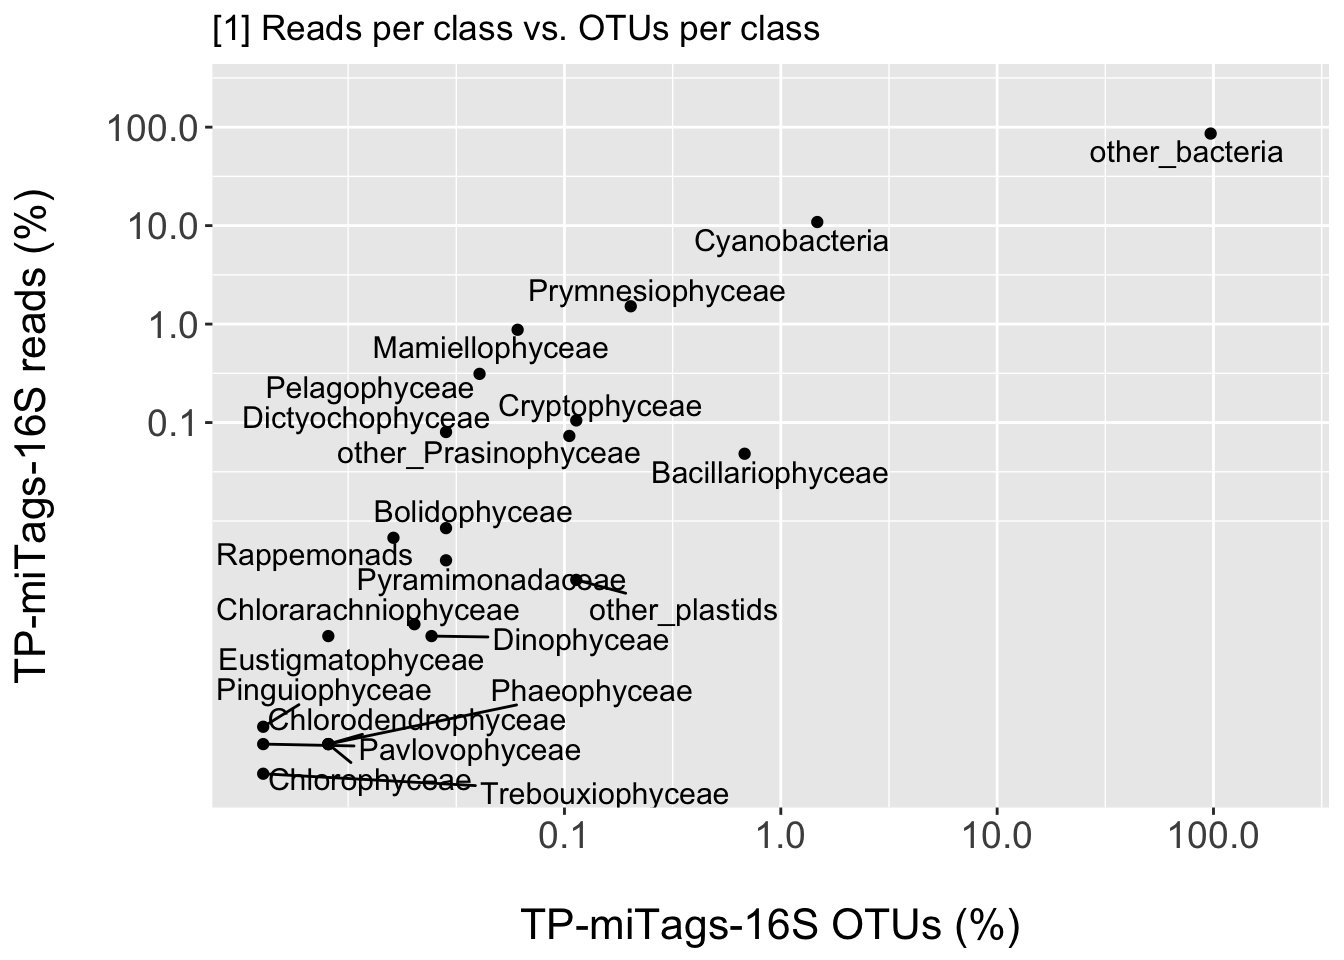 [1] Reads per class vs. OTUs per class
TP-miTags-16S reads (%)
100.0
10.0
1.0
0.1
other_bacteria
Cyanobacteria
Prymnesiophyceae
Mamiellophyceae
Pelagophyceae
Cryptophyceae
Dictyochophyceae
other_Prasinophyceae
Bacillariophyceae
Bolidophyceae
Rappemonads
Pyramimonadaceae
other_plastids
Chlorarachniophyceae
Dinophyceae
Eustigmatophyceae
Pinguiophyceae
Phaeophyceae
Chlorodendrophyceae
Pavlovophyceae
Chlorophyceae
Trebouxiophyceae
0.1
1.0
10.0
100.0
TP-miTags-16S OTUs (%)